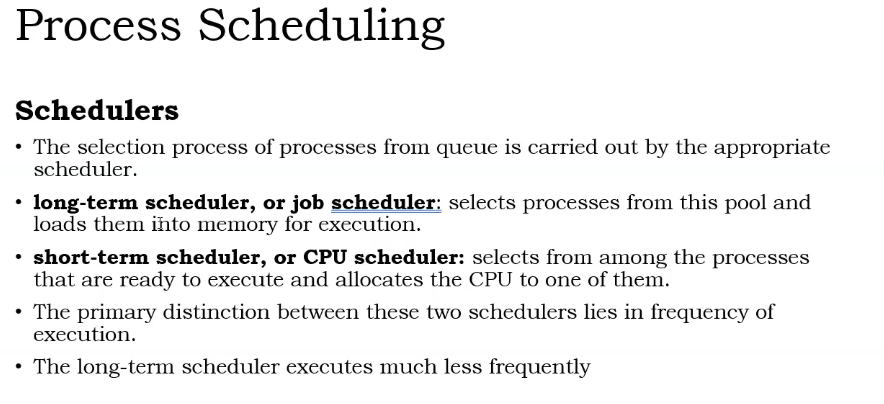 Process Scheduling
Schedulers
• The selection process of processes from queue is carried out by the appropriate
scheduler.
• long-term scheduler, or job scheduler: selects processes from this pool and
loads them into memory for execution.
• short-term scheduler, or CPU scheduler: selects from among the processes
that are ready to execute and allocates the CPU to one of them.
• The primary distinction between these two schedulers lies in frequency of
execution.
• The long-term scheduler executes much less frequently